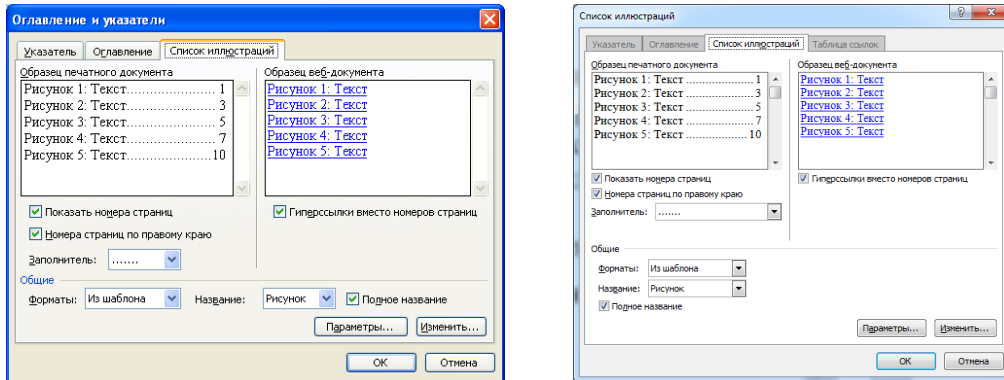 Оглавление и указатели
Указатель Оглавление Список иллюстраций
Образец печатного документа Образец веб-документа
Рисунок 1: Текст........................ 1 Рисунок 1: Текст
Рисунок 2: Текст........................ 3 Рисунок 2: Текст
Рисунок 3: Текст........................ 5 Рисунок 3: Текст
Рисунок 4: Текст........................ 7 Рисунок 4: Текст
Рисунок 5: Текст...................... 10 Рисунок 5: Текст
Показать номера страниц Гиперссылки вместо номеров страниц
Номера страниц по правому краю
Заполнитель: .......
Общие
Форматы: Из шаблона Название: Рисунок Полное название
Параметры... Изменить...
ОК Отмена
Список иллюстраций
Указатель Оглавление Список иллюстраций Таблица ссылок
Образец печатного документа Образец веб-документа
Рисунок 1: Текст .................... 1 Рисунок 1: Текст
Рисунок 2: Текст .................... 3 Рисунок 2: Текст
Рисунок 3: Текст .................... 5 Рисунок 3: Текст
Рисунок 4: Текст .................... 7 Рисунок 4: Текст
Рисунок 5: Текст .................. 10 Рисунок 5: Текст
Показать номера страниц Гиперссылки вместо номеров страниц
Номера страниц по правому краю
Заполнитель: .......
Общие
Форматы: Из шаблона
Название: Рисунок
Полное название
Параметры... Изменить...
ОК Отмена